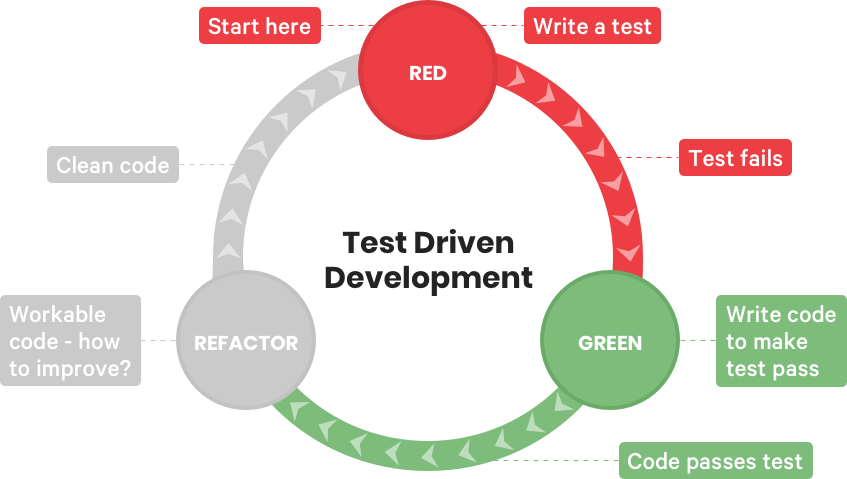 Start here
Write a test
RED
Clean code
Test fails
Test Driven
Development
Workable
code - how
to improve?
REFACTOR
GREEN
Write code
to make
test pass
Code passes test